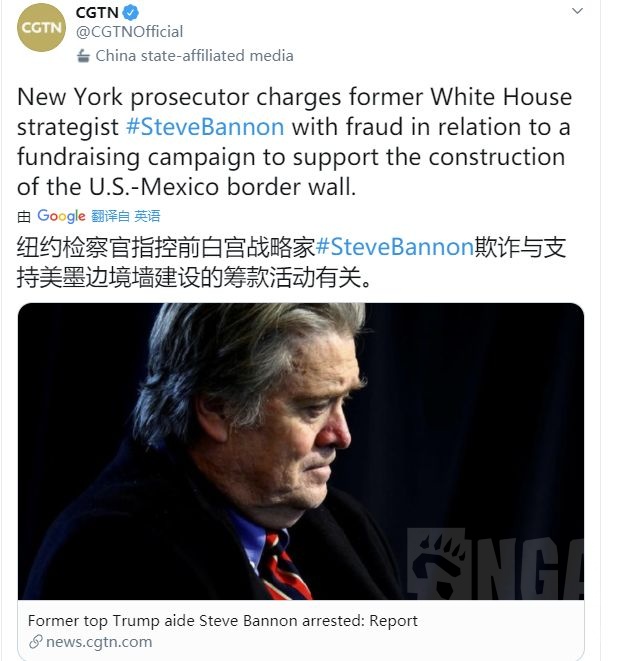 CGTN
CGTN
@CGTNOfficial
China state-affiliated media
New York prosecutor charges former White House
strategist #SteveBannon with fraud in relation to a
fundraising campaign to support the construction
of the U.S.-Mexico border wall.
由 Google 翻译自 英语
纽约检察官指控前白宫战略家#SteveBannon欺诈与支
持美墨边境墙建设的筹款活动有关。
NGA
Former top Trump aide Steve Bannon arrested: Report
news.cgtn.com